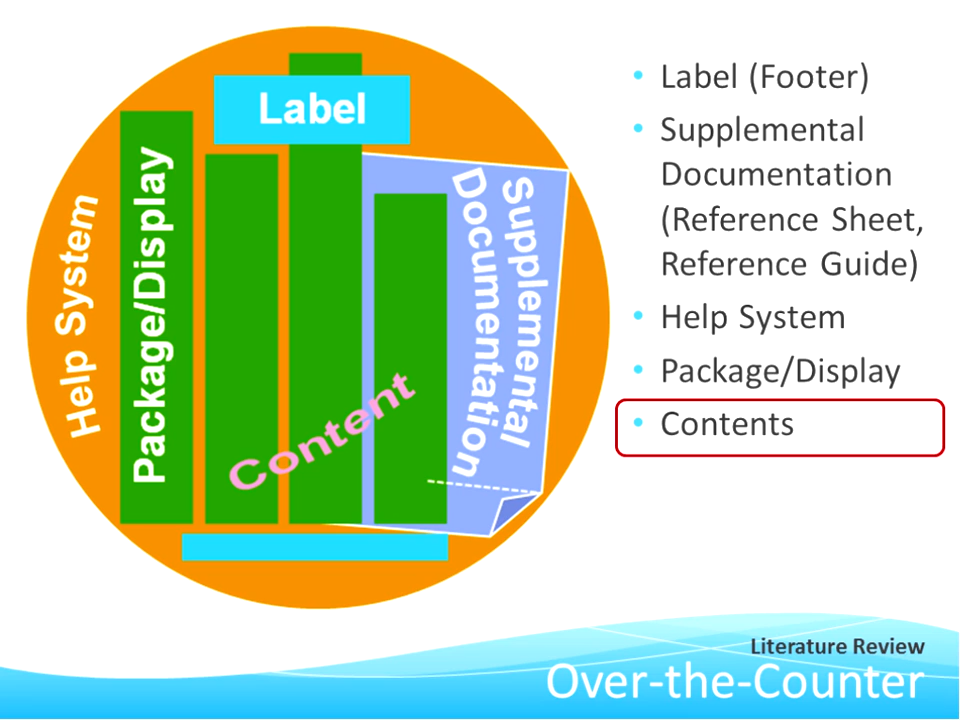 Label
Help System
Package/Display
Content
Supplemental
Documentation
• Label (Footer)
• Supplemental
Documentation
(Reference Sheet,
Reference Guide)
• Help System
• Package/Display
• Contents
Literature Review
Over-the-Counter